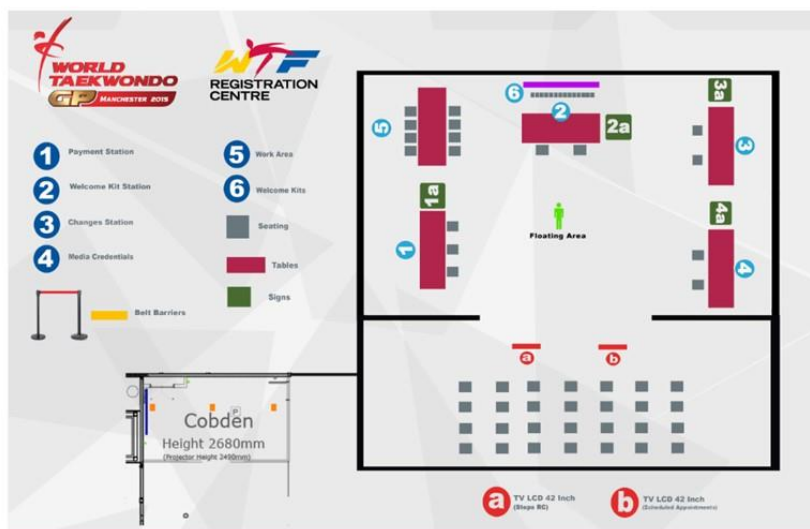 WORLD
TAEKWONDO
GP MANCHESTER 2015
WTF
REGISTRATION
CENTRE
1 Payment Station
2 Welcome Kit Station
3 Changes Station
4 Media Credentials
Belt Barriers
5 Work Area
6 Welcome Kits
Seating
Tables
Signs
6
2
2a
3a
3
5
1a
1
4a
4
Floating Area
a
b
Cobden
P
Height 2680mm
(Projector Height 2490mm)
a TV LCD 42 Inch
(Steps RC)
b TV LCD 42 Inch
(Scheduled Appointments)